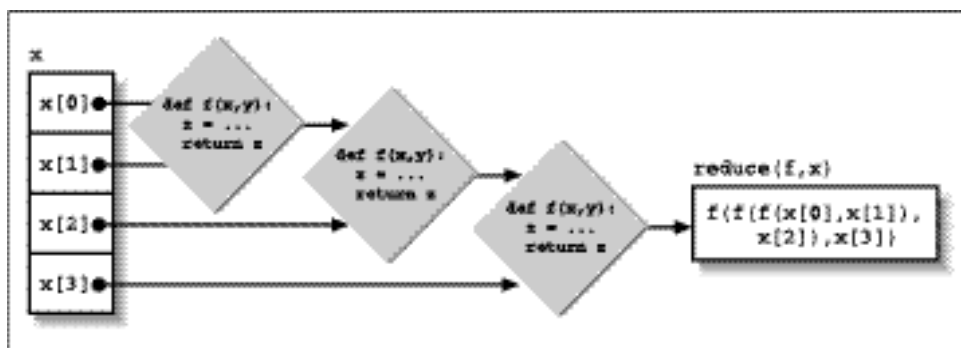 x
x[0]
x[1]
x[2]
x[3]
def f(x,y):
z = ...
return z
def f(x,y):
z = ...
return z
def f(x,y):
z = ...
return z
reduce(f,x)
f(f(f(x[0],x[1]),
x[2]),x[3])